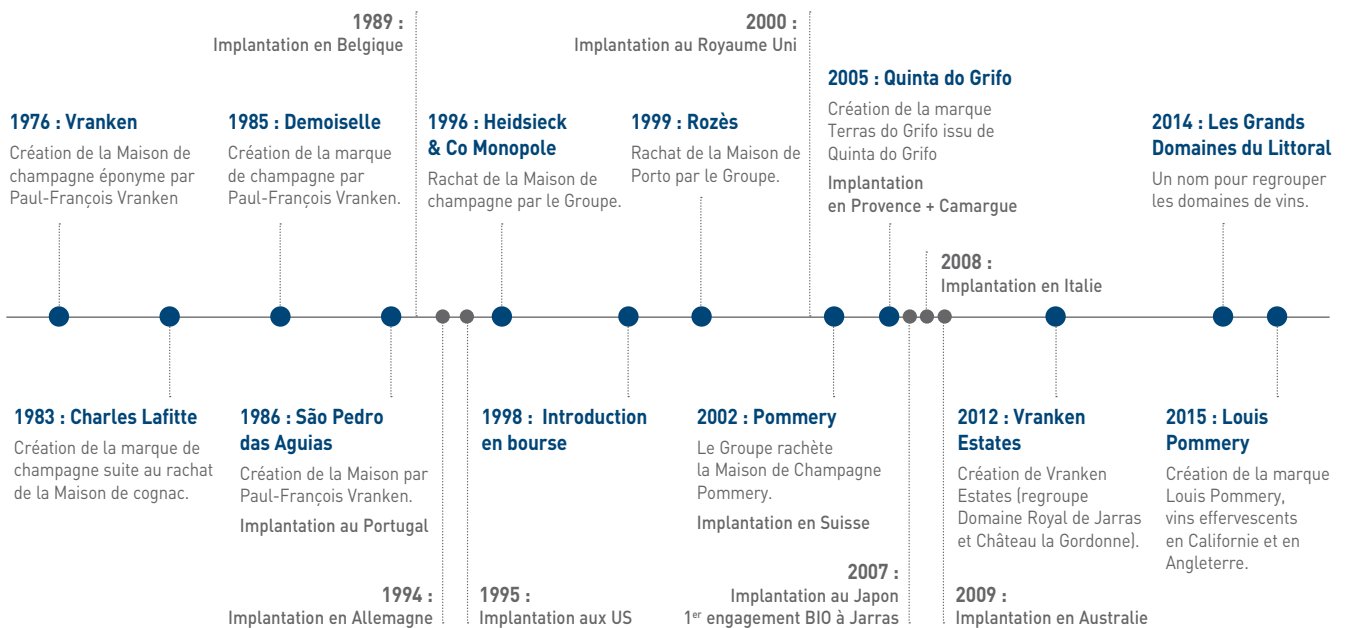 1989 :
Implantation en Belgique
2000 :
Implantation au Royaume Uni
1976 : Vranken
Création de la Maison de
champagne éponyme par
Paul-François Vranken
1985 : Demoiselle
Création de la marque
de champagne par
Paul-François Vranken.
1996 : Heidsieck
& Co Monopole
Rachat de la Maison de
champagne par le Groupe.
1999 : Rozès
Rachat de la Maison de
Porto par le Groupe.
2005 : Quinta do Grifo
Création de la marque
Terras do Grifo issu de
Quinta do Grifo
Implantation
en Provence + Camargue
2014 : Les Grands
Domaines du Littoral
Un nom pour regrouper
les domaines de vins.
2008 :
Implantation en Italie
1983 : Charles Lafitte
Création de la marque de
champagne suite au rachat
de la Maison de cognac.
1986 : São Pedro
das Aguias
Création de la Maison par
Paul-François Vranken.
Implantation au Portugal
1998 : Introduction
en bourse
2002 : Pommery
Le Groupe rachète
la Maison de Champagne
Pommery.
Implantation en Suisse
2012 : Vranken
Estates
Création de Vranken
Estates (regroupe
Domaine Royal de Jarras
et Château la Gordonne).
2015 : Louis
Pommery
Création de la marque
Louis Pommery,
vins effervescents
en Californie et en
Angleterre.
1994 :
Implantation en Allemagne
1995 :
Implantation aux US
2007 :
Implantation au Japon
1er engagement BIO à Jarras
2009 :
Implantation en Australie